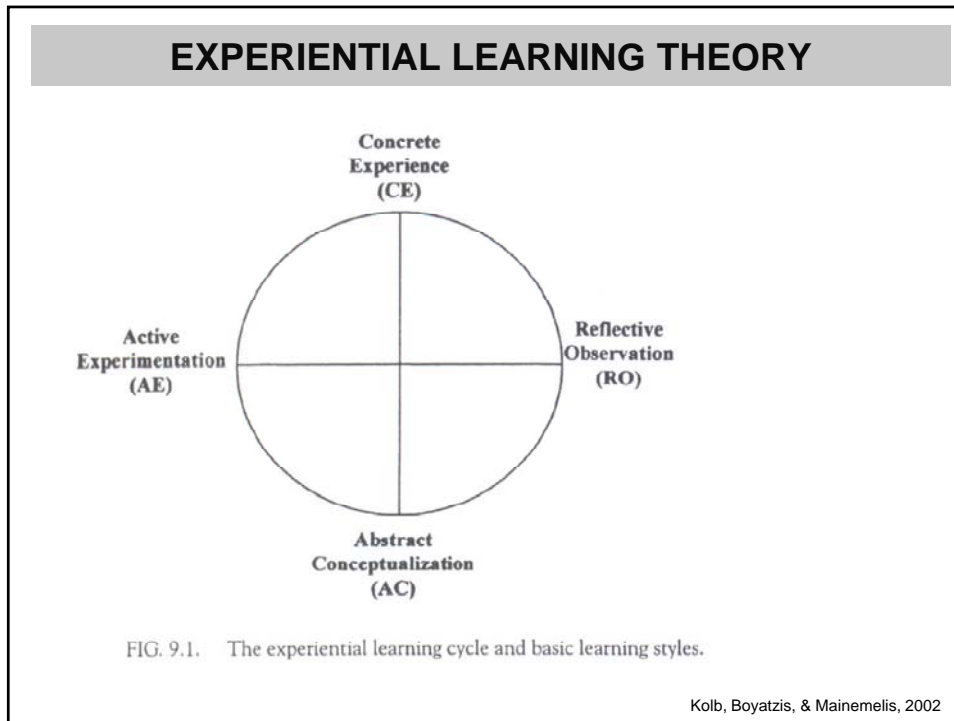 EXPERIENTIAL LEARNING THEORY
Concrete
Experience
(CE)
Active
Experimentation
(AE)
Reflective
Observation
(RO)
Abstract
Conceptualization
(AC)
FIG. 9.1. The experiential learning cycle and basic learning styles.
Kolb, Boyatzis, & Mainemelis, 2002